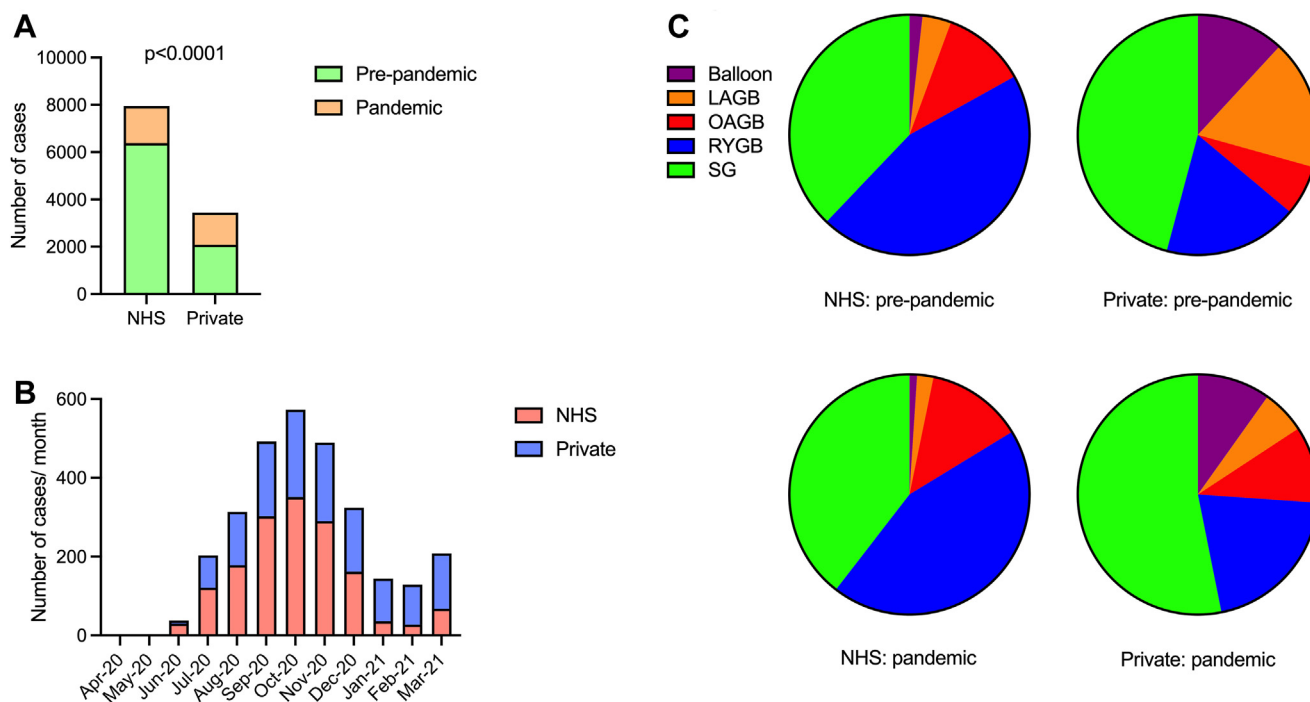 A
p<0.0001
10000
8000
6000
4000
2000
0
Number of cases
NHS
Private
Pre-pandemic
Pandemic
B
600
400
200
0
Number of cases/ month
Apr-20
May-20
Jun-20
Jul-20
Aug-20
Sep-20
Oct-20
Nov-20
Dec-20
Jan-21
Feb-21
Mar-21
NHS
Private
C
Balloon
LAGB
OAGB
RYGB
SG
NHS: pre-pandemic
Private: pre-pandemic
NHS: pandemic
Private: pandemic